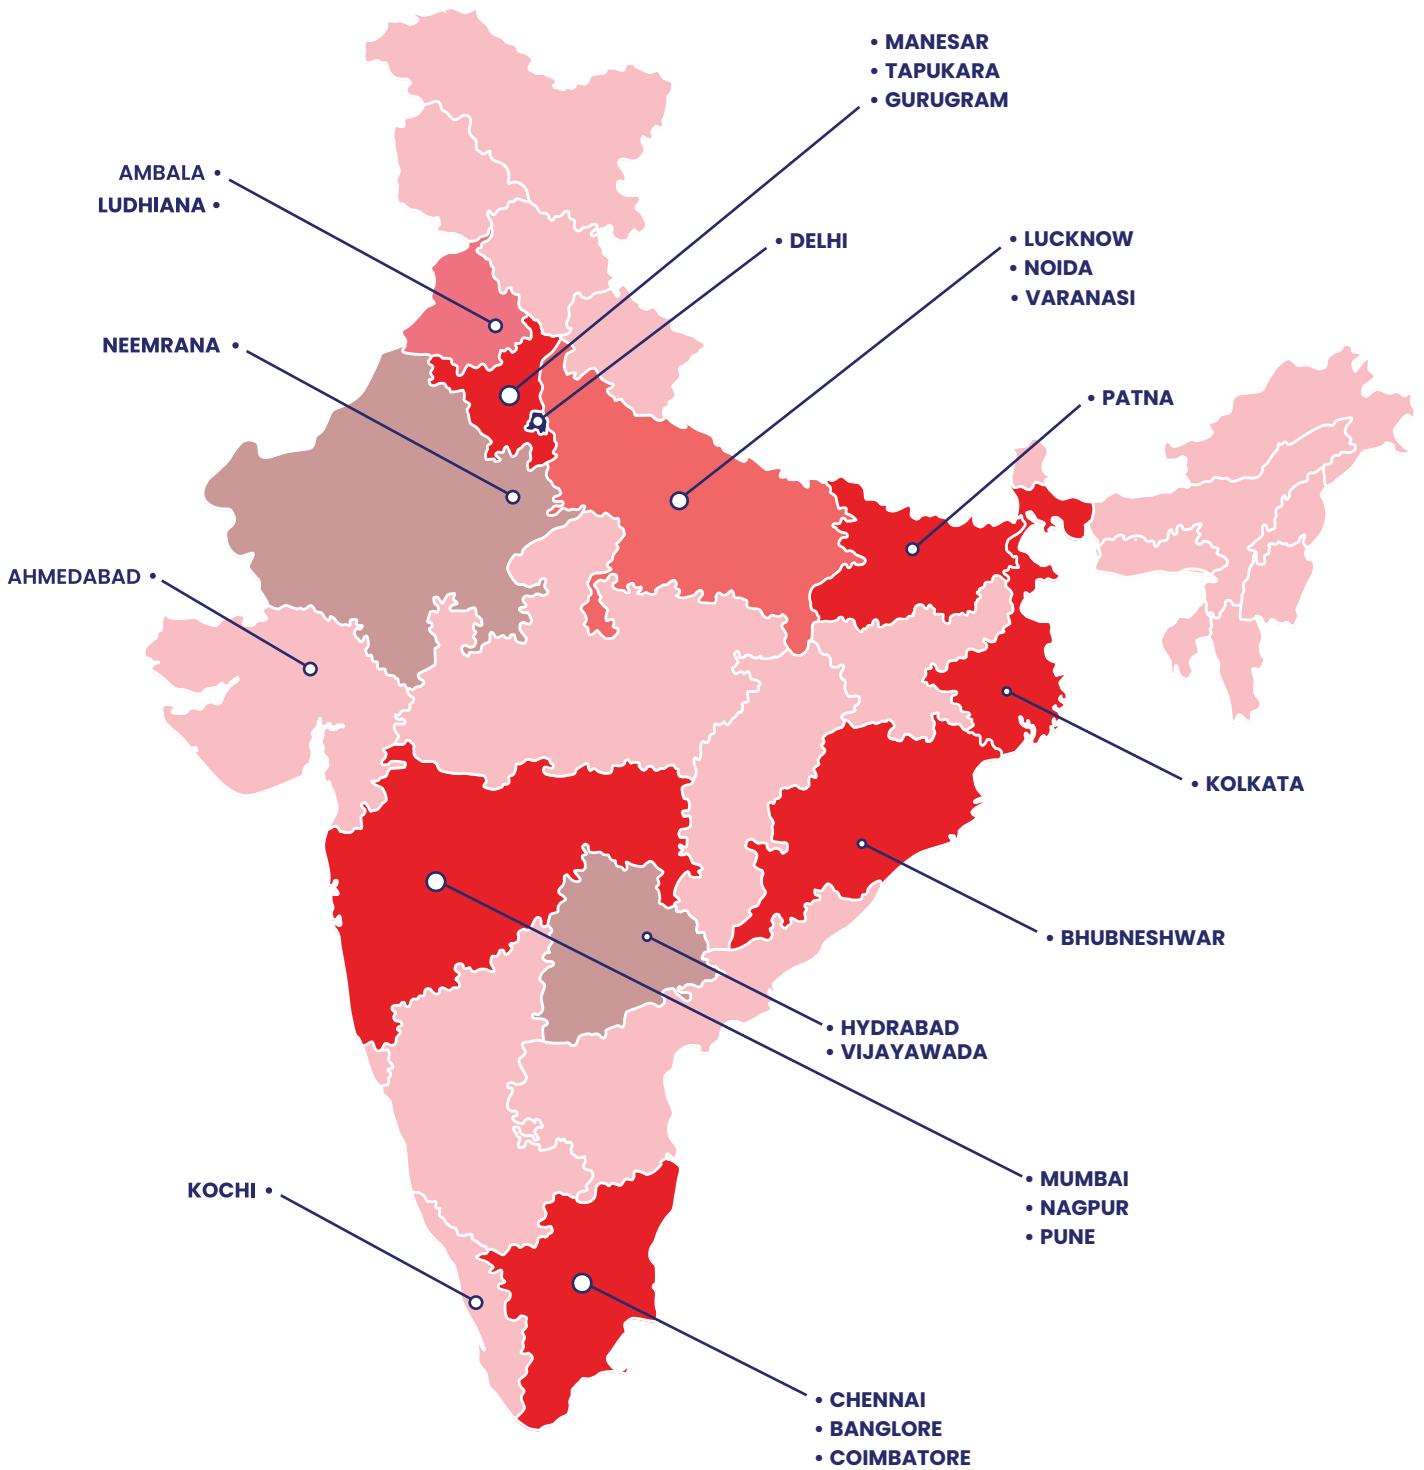 • MANESAR
• TAPUKARA
• GURUGRAM
AMBALA •
LUDHIANA •
• DELHI
• LUCKNOW
• NOIDA
• VARANASI
NEEMRANA •
• PATNA
AHMEDABAD •
• KOLKATA
• BHUBNESHWAR
• HYDRABAD
• VIJAYAWADA
• MUMBAI
• NAGPUR
• PUNE
KOCHI •
• CHENNAI
• BANGLORE
• COIMBATORE